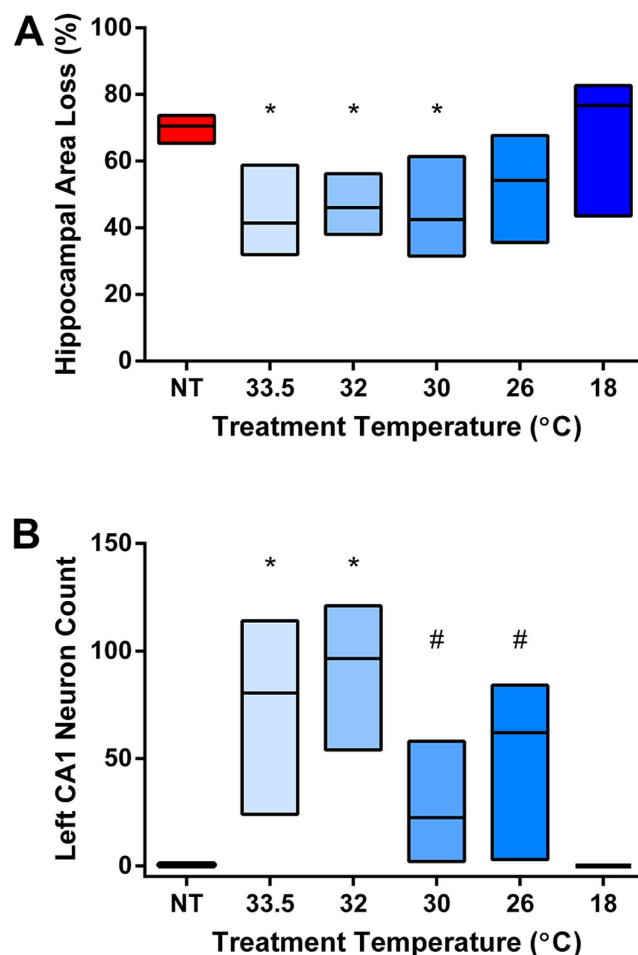 A
Hippocampal Area Loss (%)
100
80
60
40
20
0
* * *
NT 33.5 32 30 26 18
Treatment Temperature (°C)
B
Left CA1 Neuron Count
150
100
50
0
* * # #
NT 33.5 32 30 26 18
Treatment Temperature (°C)